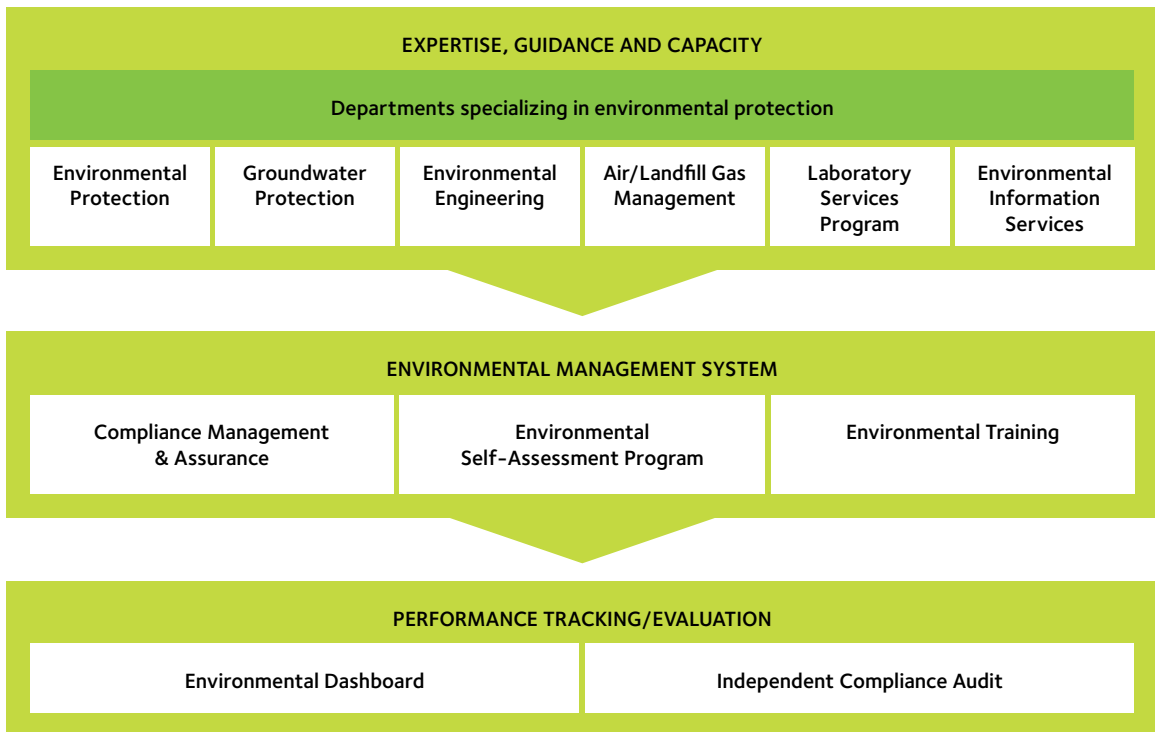 EXPERTISE, GUIDANCE AND CAPACITY
Departments specializing in environmental protection
Environmental
Protection
Groundwater
Protection
Environmental
Engineering
Air/Landfill Gas
Management
Laboratory
Services
Program
Environmental
Information
Services
ENVIRONMENTAL MANAGEMENT SYSTEM
Compliance Management
& Assurance
Environmental
Self-Assessment Program
Environmental Training
PERFORMANCE TRACKING/EVALUATION
Environmental Dashboard
Independent Compliance Audit